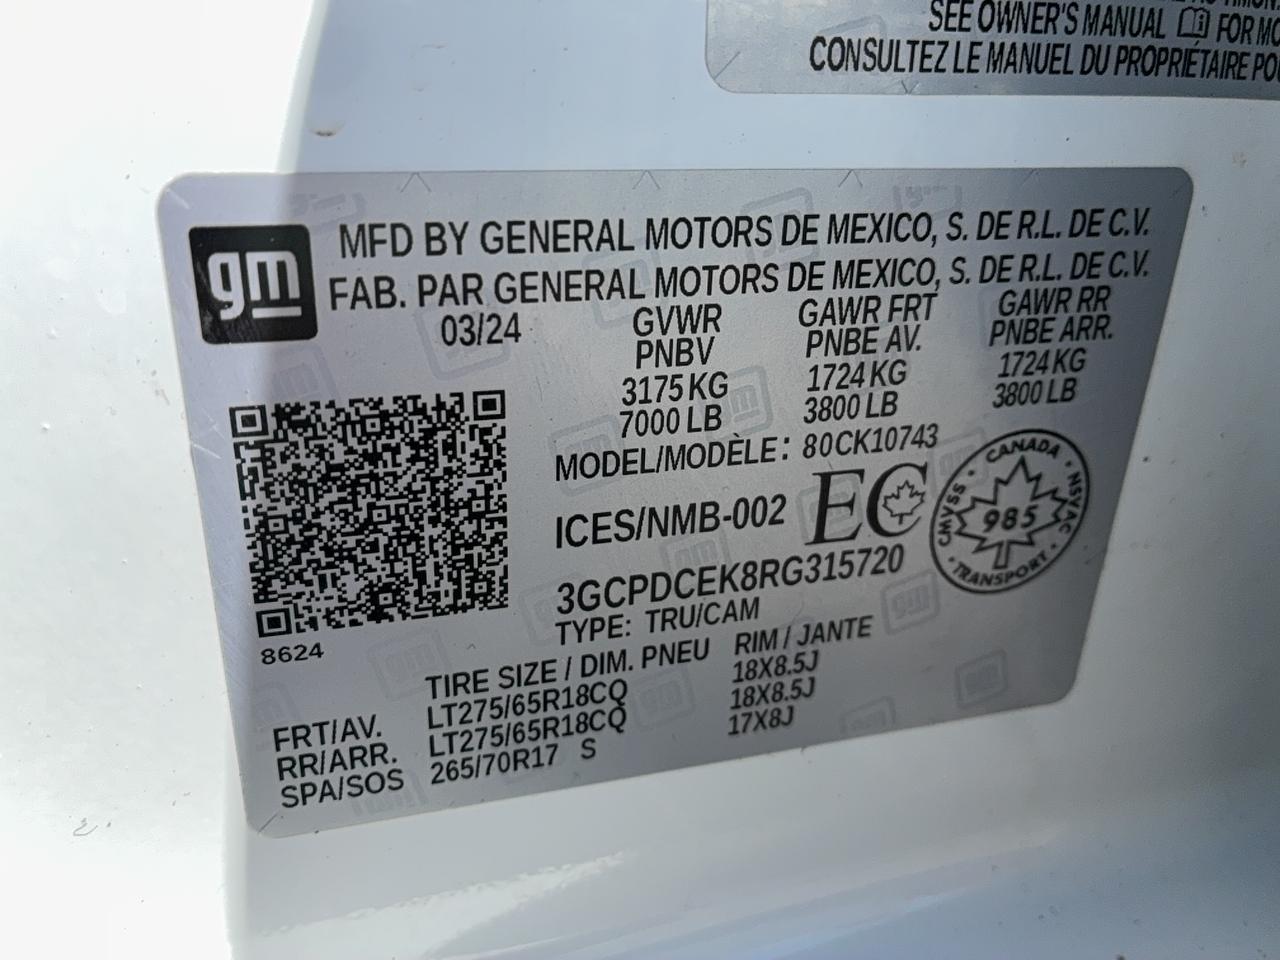 SEE OWNER'S MANUAL FOR MO
CONSULTEZ LE MANUEL DU PROPRIÉTAIRE POU
gm
MFD BY GENERAL MOTORS DE MEXICO, S. DE R.L. DE C.V.
FAB. PAR GENERAL MOTORS DE MEXICO, S. DE R.L. DE C.V.
03/24 GVWR GAWR FRT GAWR RR
PNBV PNBE AV. PNBE ARR.
3175 KG 1724 KG 1724 KG
7000 LB 3800 LB 3800 LB
MODEL/MODÈLE: 80CK10743
ICES/NMB-002 EC
CANADA
CMVSS 985 NSVAC
TRANSPORT
3GCPDCEK8RG315720
TYPE: TRU/CAM
8624
TIRE SIZE / DIM. PNEU RIM / JANTE
FRT/AV. LT275/65R18CQ 18X8.5J
RR/ARR. LT275/65R18CQ 18X8.5J
SPA/SOS 265/70R17 S 17X8J